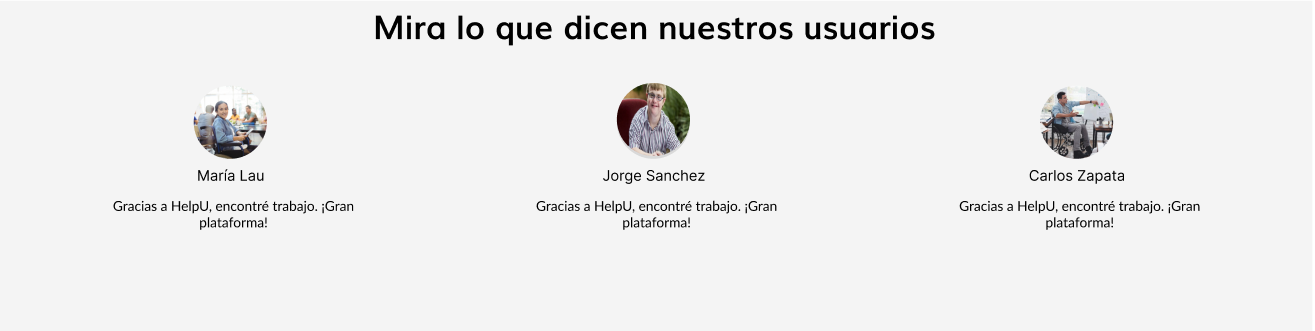 Mira lo que dicen nuestros usuarios
María Lau
Gracias a HelpU, encontré trabajo. ¡Gran
plataforma!
Jorge Sanchez
Gracias a HelpU, encontré trabajo. ¡Gran
plataforma!
Carlos Zapata
Gracias a HelpU, encontré trabajo. ¡Gran
plataforma!